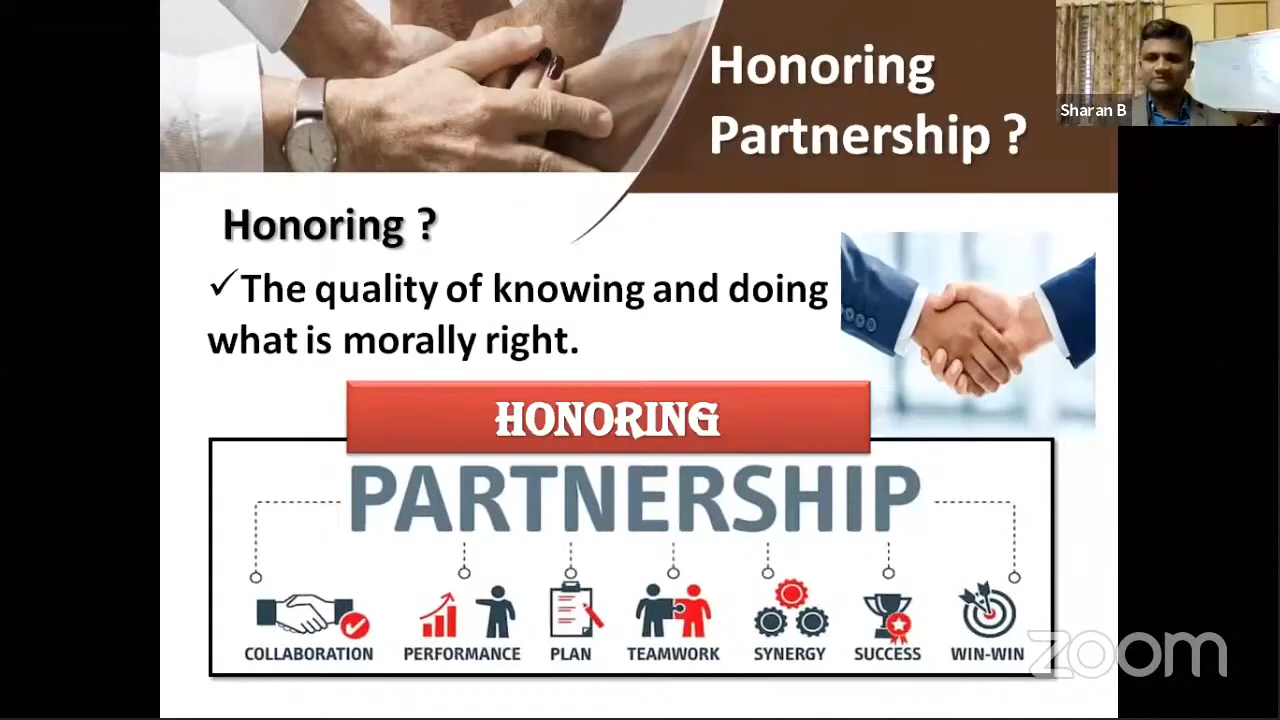 Honoring
Partnership ?
Sharan B
Honoring ?
✓The quality of knowing and doing
what is morally right.
HONORING
PARTNERSHIP
COLLABORATION PERFORMANCE PLAN TEAMWORK SYNERGY SUCCESS WIN-WIN
zoom